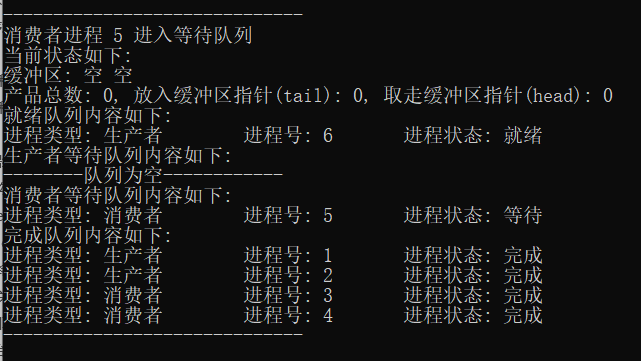 ------------------------------
消费者进程 5 进入等待队列
当前状态如下:
缓冲区: 空 空
产品总数: 0, 放入缓冲区指针(tail): 0, 取走缓冲区指针(head): 0
就绪队列内容如下:
进程类型: 生产者        进程号: 6       进程状态: 就绪
生产者等待队列内容如下:
--------队列为空------------
消费者等待队列内容如下:
进程类型: 消费者        进程号: 5       进程状态: 等待
完成队列内容如下:
进程类型: 生产者        进程号: 1       进程状态: 完成
进程类型: 生产者        进程号: 2       进程状态: 完成
进程类型: 消费者        进程号: 3       进程状态: 完成
进程类型: 消费者        进程号: 4       进程状态: 完成
------------------------------